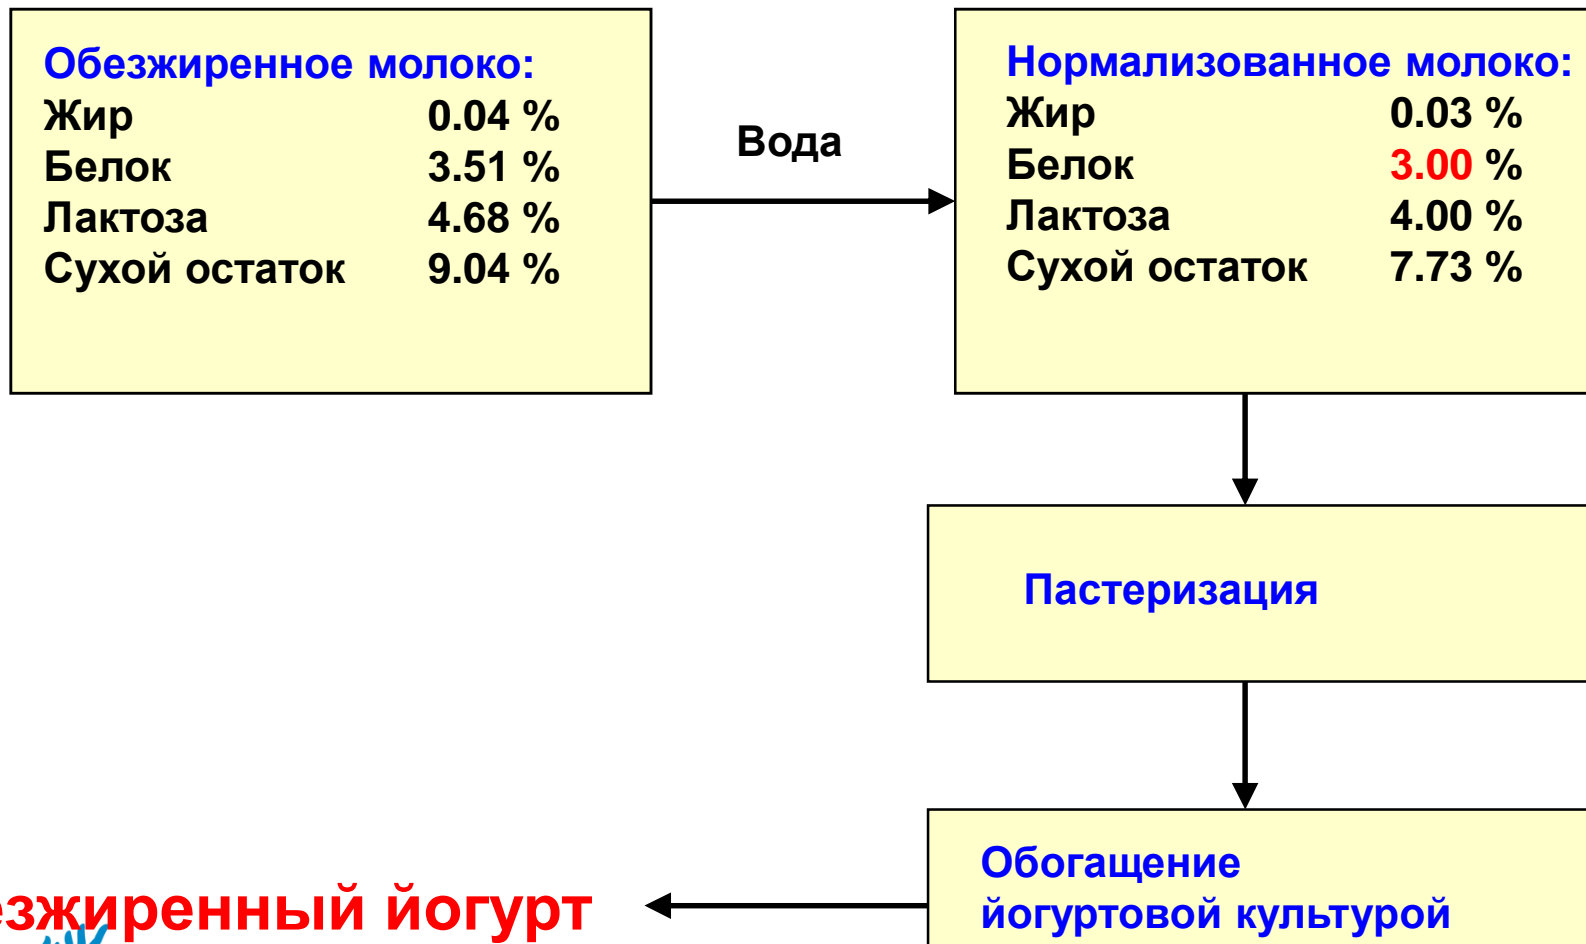 Обезжиренное молоко:
Жир 0.04 %
Белок 3.51 %
Лактоза 4.68 %
Сухой остаток 9.04 %
Вода
Нормализованное молоко:
Жир 0.03 %
Белок 3.00 %
Лактоза 4.00 %
Сухой остаток 7.73 %
Пастеризация
Обогащение
йогуртовой культурой
езжиренный йогурт